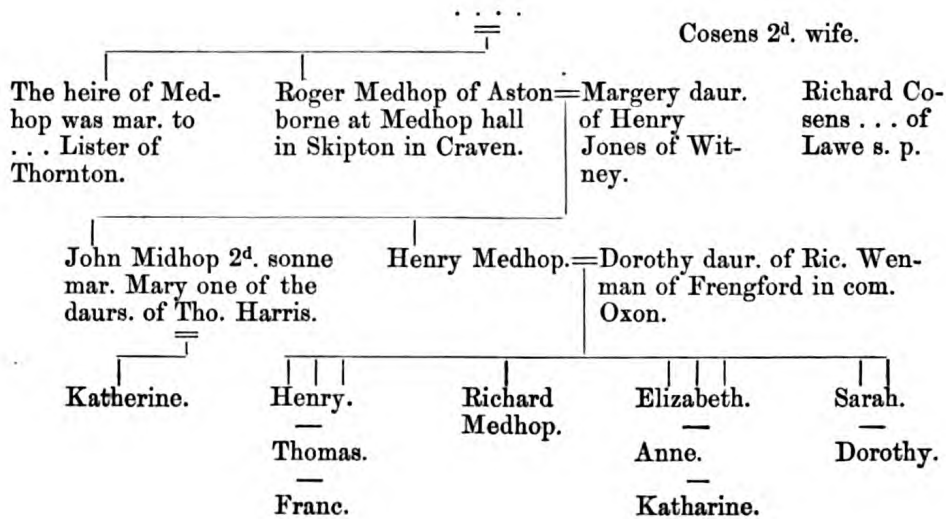 . . . .
Cosens 2d. wife.
The heire of Med-
hop was mar. to
. . . Lister of
Thornton.
Roger Medhop of Aston
borne at Medhop hall
in Skipton in Craven.
=Margery daur.
of Henry
Jones of Wit-
ney.
Richard Co-
sens . . . of
Lawe s. p.
John Midhop 2d. sonne
mar. Mary one of the
daurs. of Tho. Harris.
Henry Medhop.=
Dorothy daur. of Ric. Wen-
man of Frengford in com.
Oxon.
Katherine.
Henry.
Thomas.
Franc.
Richard
Medhop.
Elizabeth.
Anne.
Katharine.
Sarah.
Dorothy.